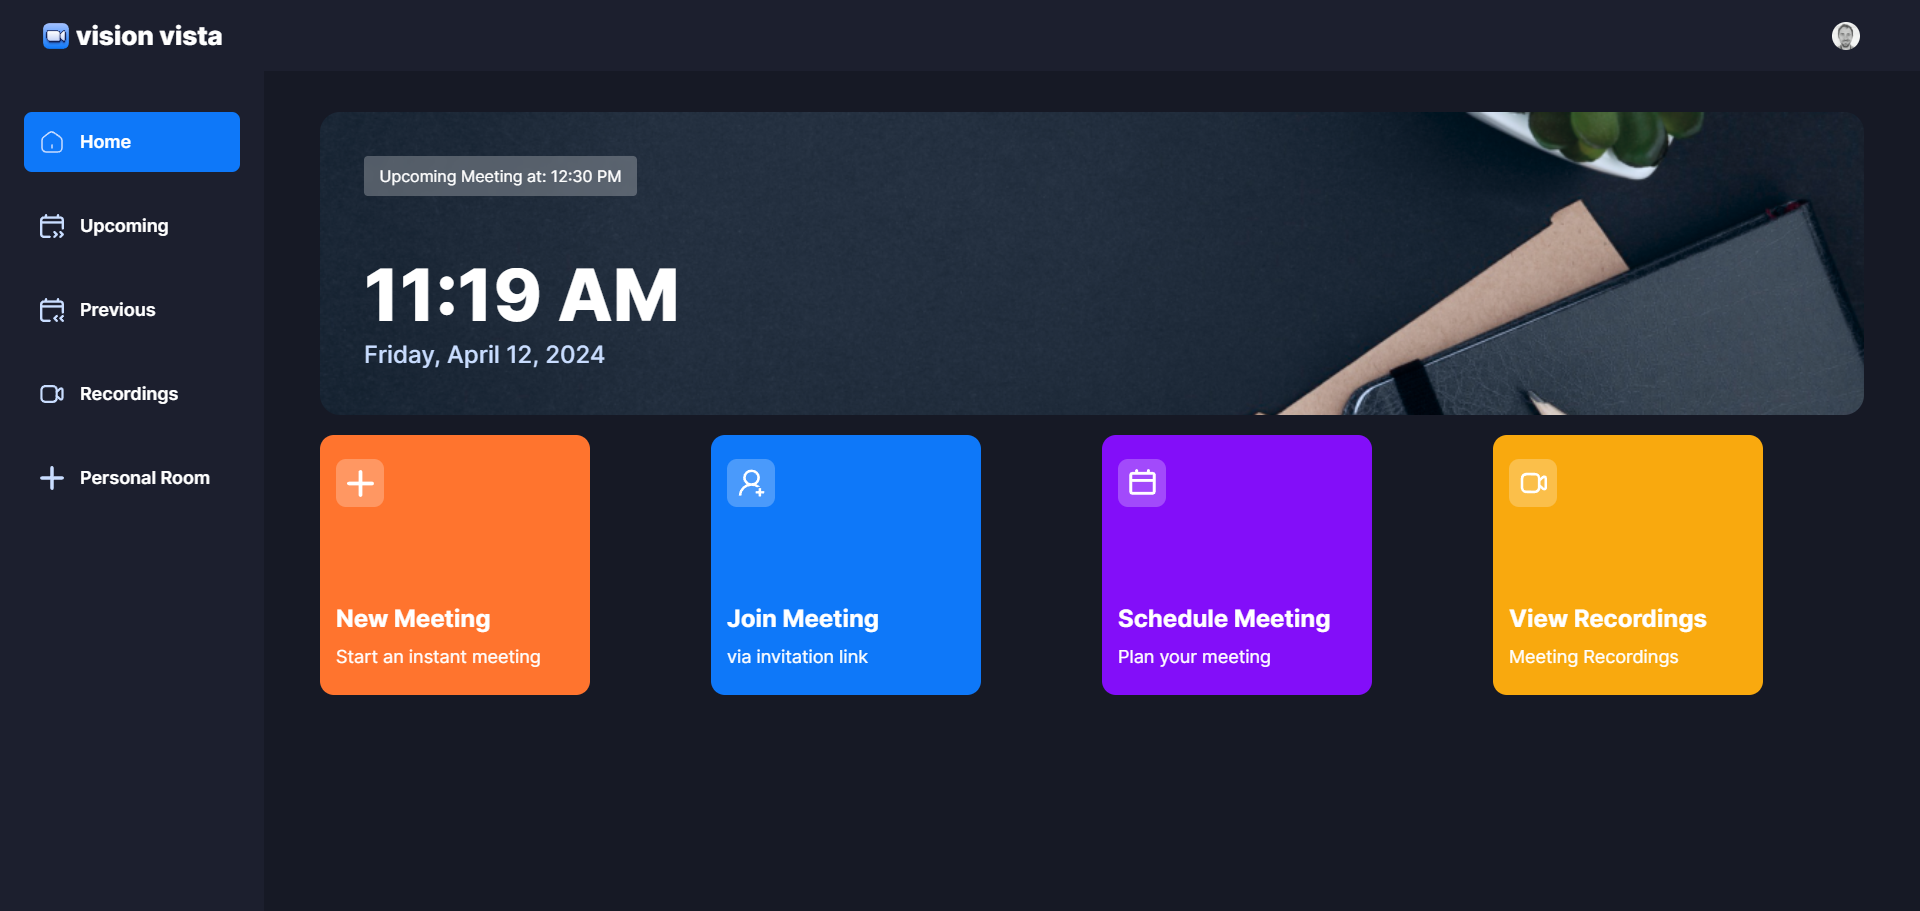 vision vista
Home
Upcoming
Previous
Recordings
Personal Room
Upcoming Meeting at: 12:30 PM
11:19 AM
Friday, April 12, 2024
New Meeting
Start an instant meeting
Join Meeting
via invitation link
Schedule Meeting
Plan your meeting
View Recordings
Meeting Recordings